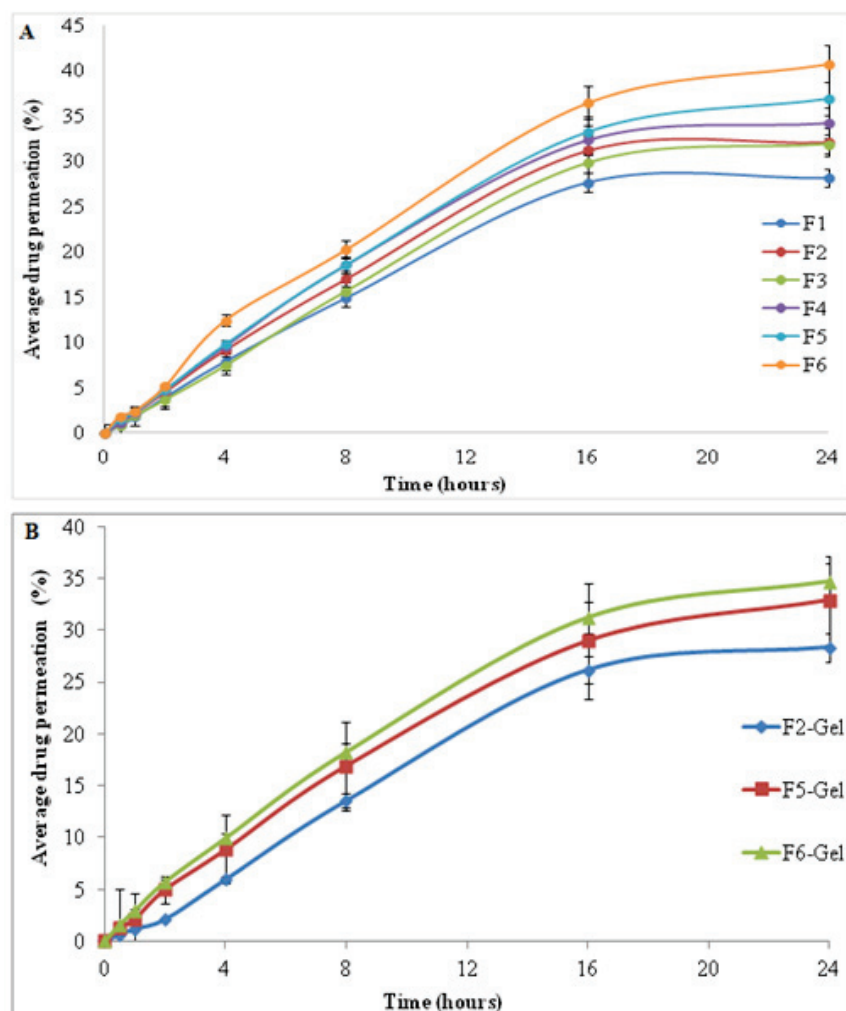 A
45
40
35
30
25
20
15
10
5
0
Average drug permeation (%)
0 4 8 12 16 20 24
Time (hours)
F1
F2
F3
F4
F5
F6
B
40
35
30
25
20
15
10
5
0
Average drug permeation (%)
0 4 8 12 16 20 24
Time (hours)
F2-Gel
F5-Gel
F6-Gel